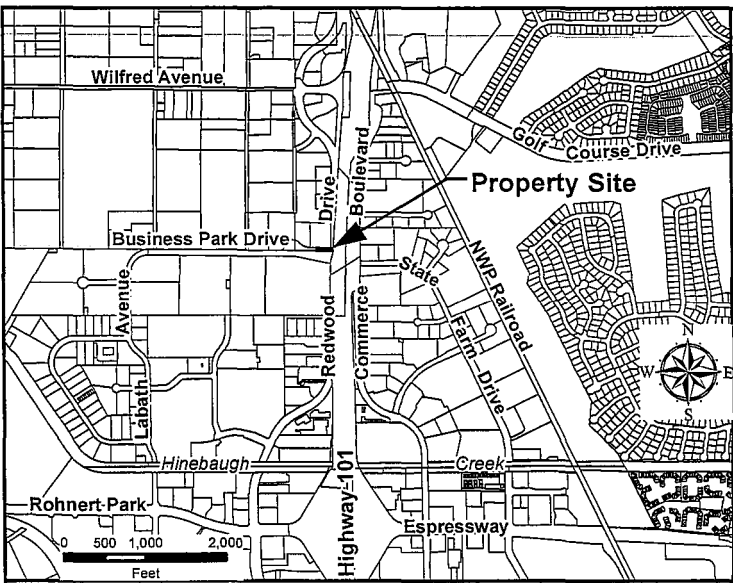 Wilfred Avenue
Golf Course Drive
Drive
Boulevard
Property Site
Business Park Drive
State Farm Drive
NWP Railroad
Avenue
Labath
Redwood
Commerce
N
W E
S
Hinebaugh Creek
Highway 101
Rohnert Park Espressway
0 500 1,000 2,000
Feet